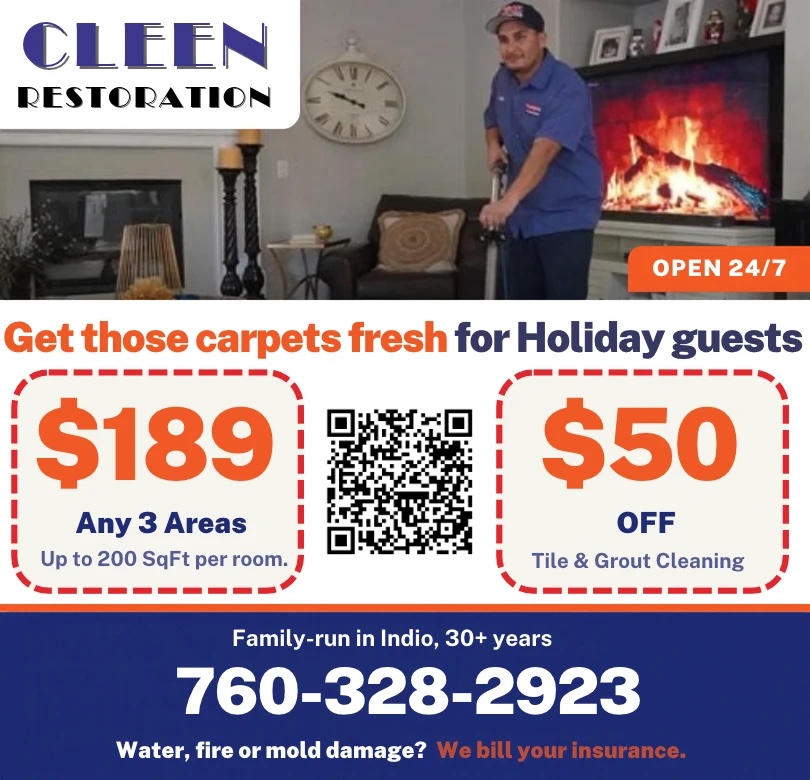 CLEEN
RESTORATION
OPEN 24/7
Get those carpets fresh for Holiday guests
$189
Any 3 Areas
Up to 200 SqFt per room.
$50
OFF
Tile & Grout Cleaning
Family-run in Indio, 30+ years
760-328-2923
Water, fire or mold damage? We bill your insurance.